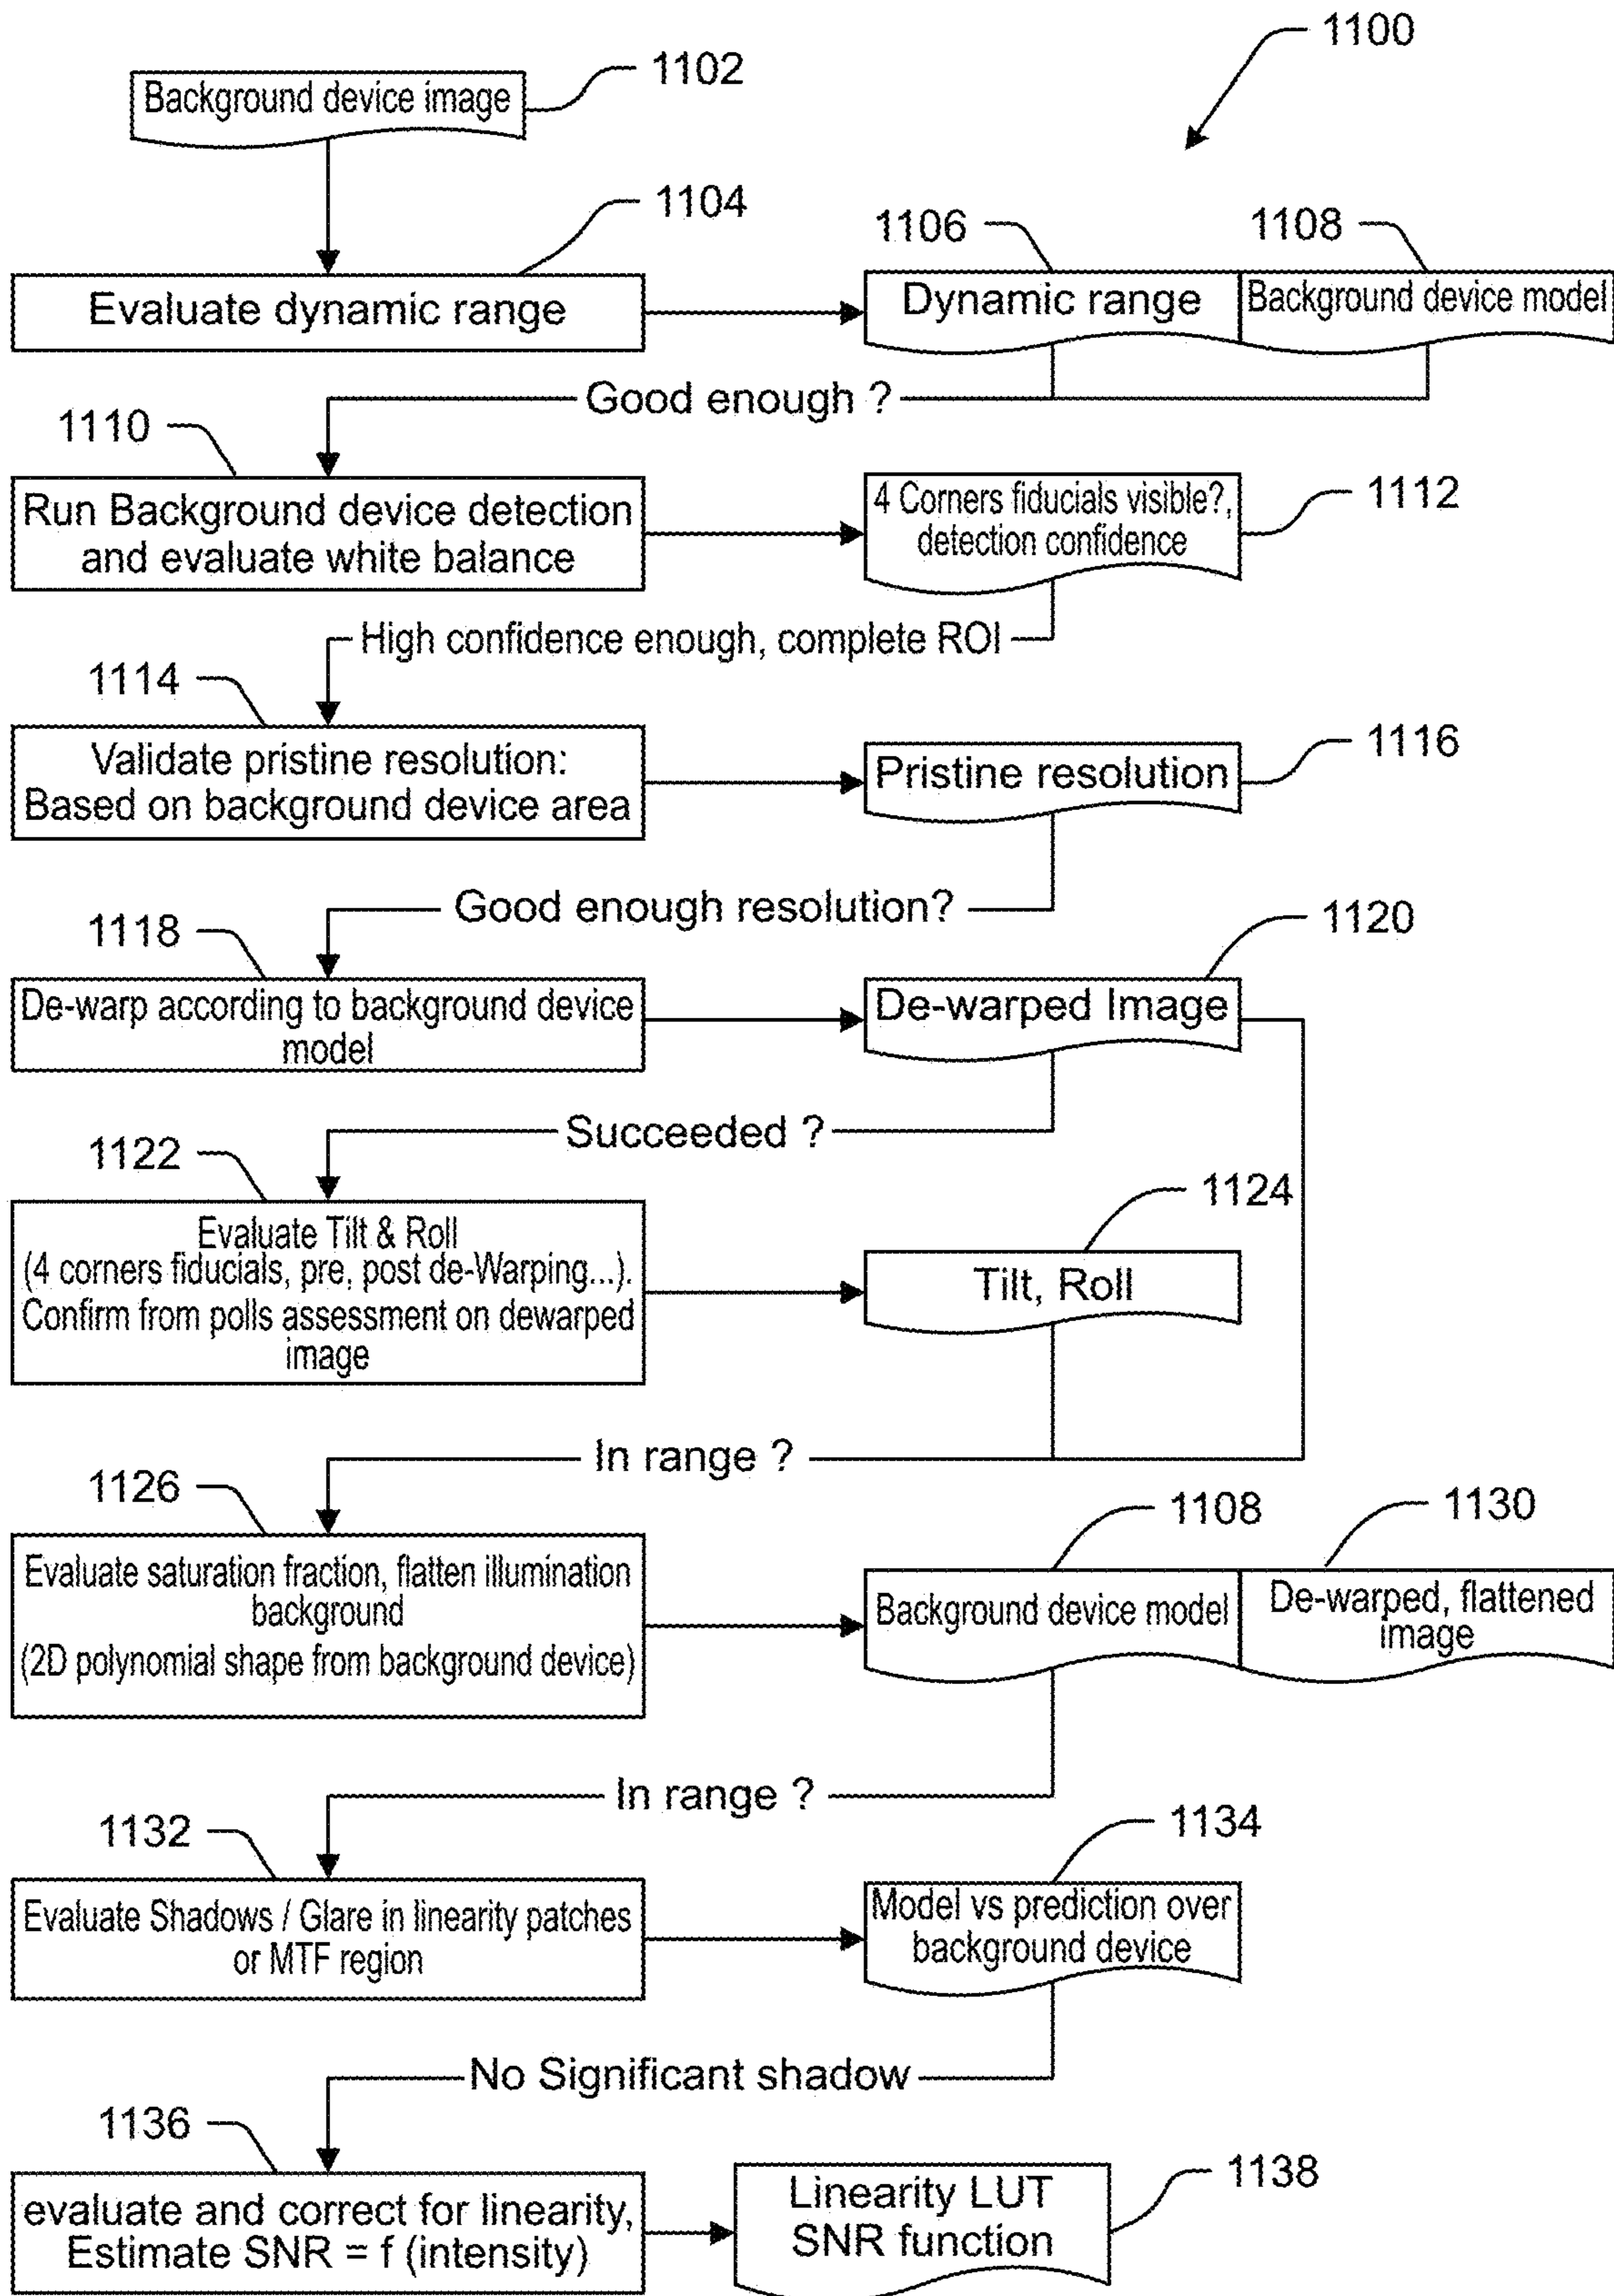 1100
1102
Background device image
1104
1106
1108
Evaluate dynamic range
Dynamic range
Background device model
Good enough ?
1110
Run Background device detection
and evaluate white balance
4 Corners fiducials visible?,
detection confidence
1112
High confidence enough, complete ROI
1114
Validate pristine resolution:
Based on background device area
Pristine resolution
1116
Good enough resolution?
1118
1120
De-warp according to background device
model
De-warped Image
Succeeded ?
1122
1124
Evaluate Tilt & Roll
(4 corners fiducials, pre, post de-Warping...).
Confirm from polls assessment on dewarped
image
Tilt, Roll
In range ?
1126
1108
1130
Evaluate saturation fraction, flatten illumination
background
(2D polynomial shape from background device)
Background device model
De-warped, flattened
image
In range ?
1132
1134
Evaluate Shadows / Glare in linearity patches
or MTF region
Model vs prediction over
background device
No Significant shadow
1136
1138
evaluate and correct for linearity,
Estimate SNR = f (intensity)
Linearity LUT
SNR function